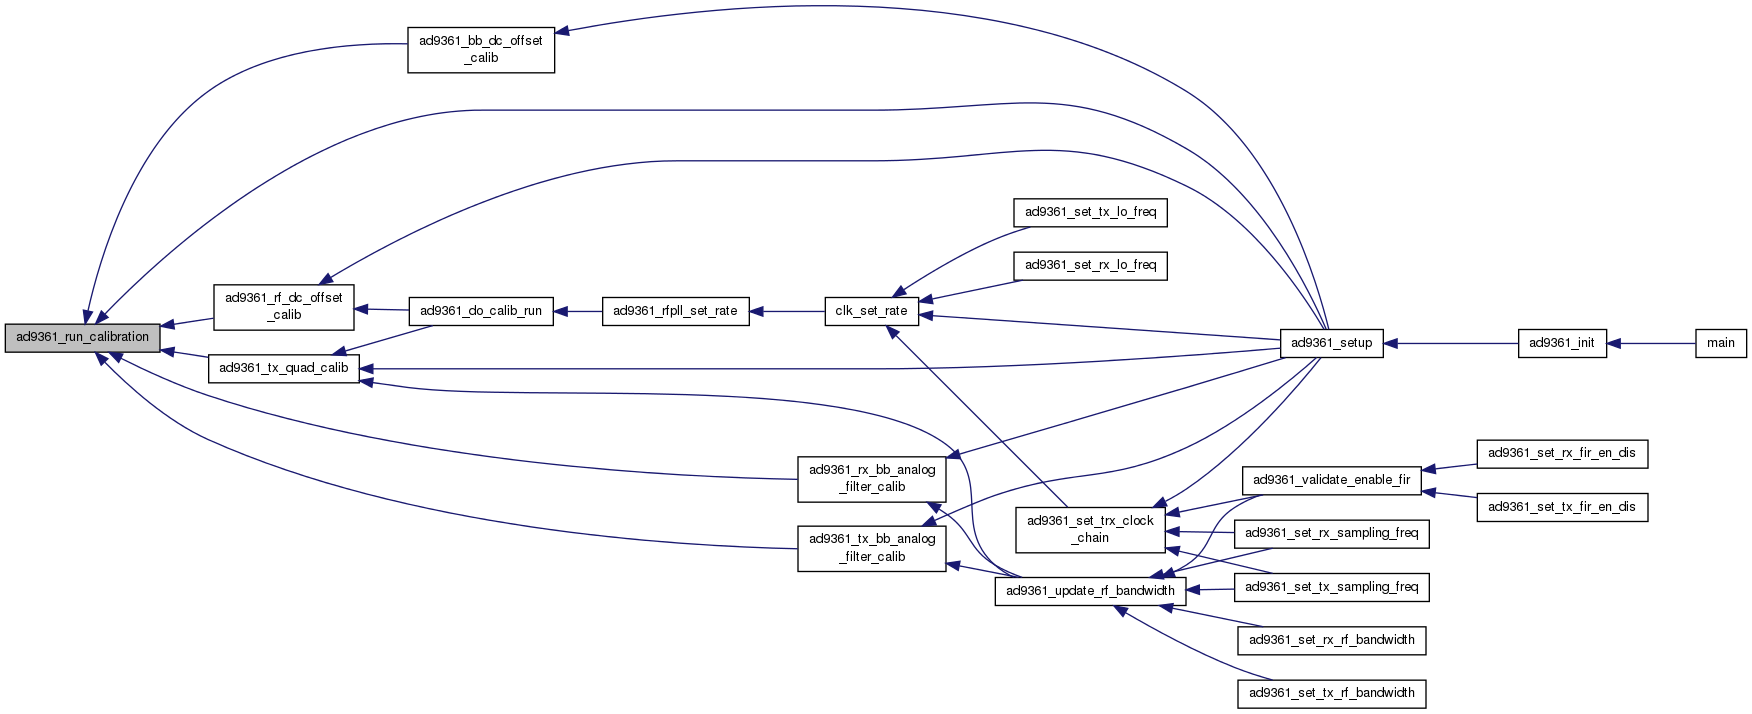 ad9361_bb_dc_offset
_calib
ad9361_set_tx_lo_freq
ad9361_set_rx_lo_freq
ad9361_rf_dc_offset
_calib
ad9361_do_calib_run
ad9361_rfpll_set_rate
clk_set_rate
ad9361_run_calibration
ad9361_setup
ad9361_init
main
ad9361_tx_quad_calib
ad9361_set_rx_fir_en_dis
ad9361_rx_bb_analog
_filter_calib
ad9361_validate_enable_fir
ad9361_set_tx_fir_en_dis
ad9361_set_trx_clock
_chain
ad9361_set_rx_sampling_freq
ad9361_tx_bb_analog
_filter_calib
ad9361_update_rf_bandwidth
ad9361_set_tx_sampling_freq
ad9361_set_rx_rf_bandwidth
ad9361_set_tx_rf_bandwidth